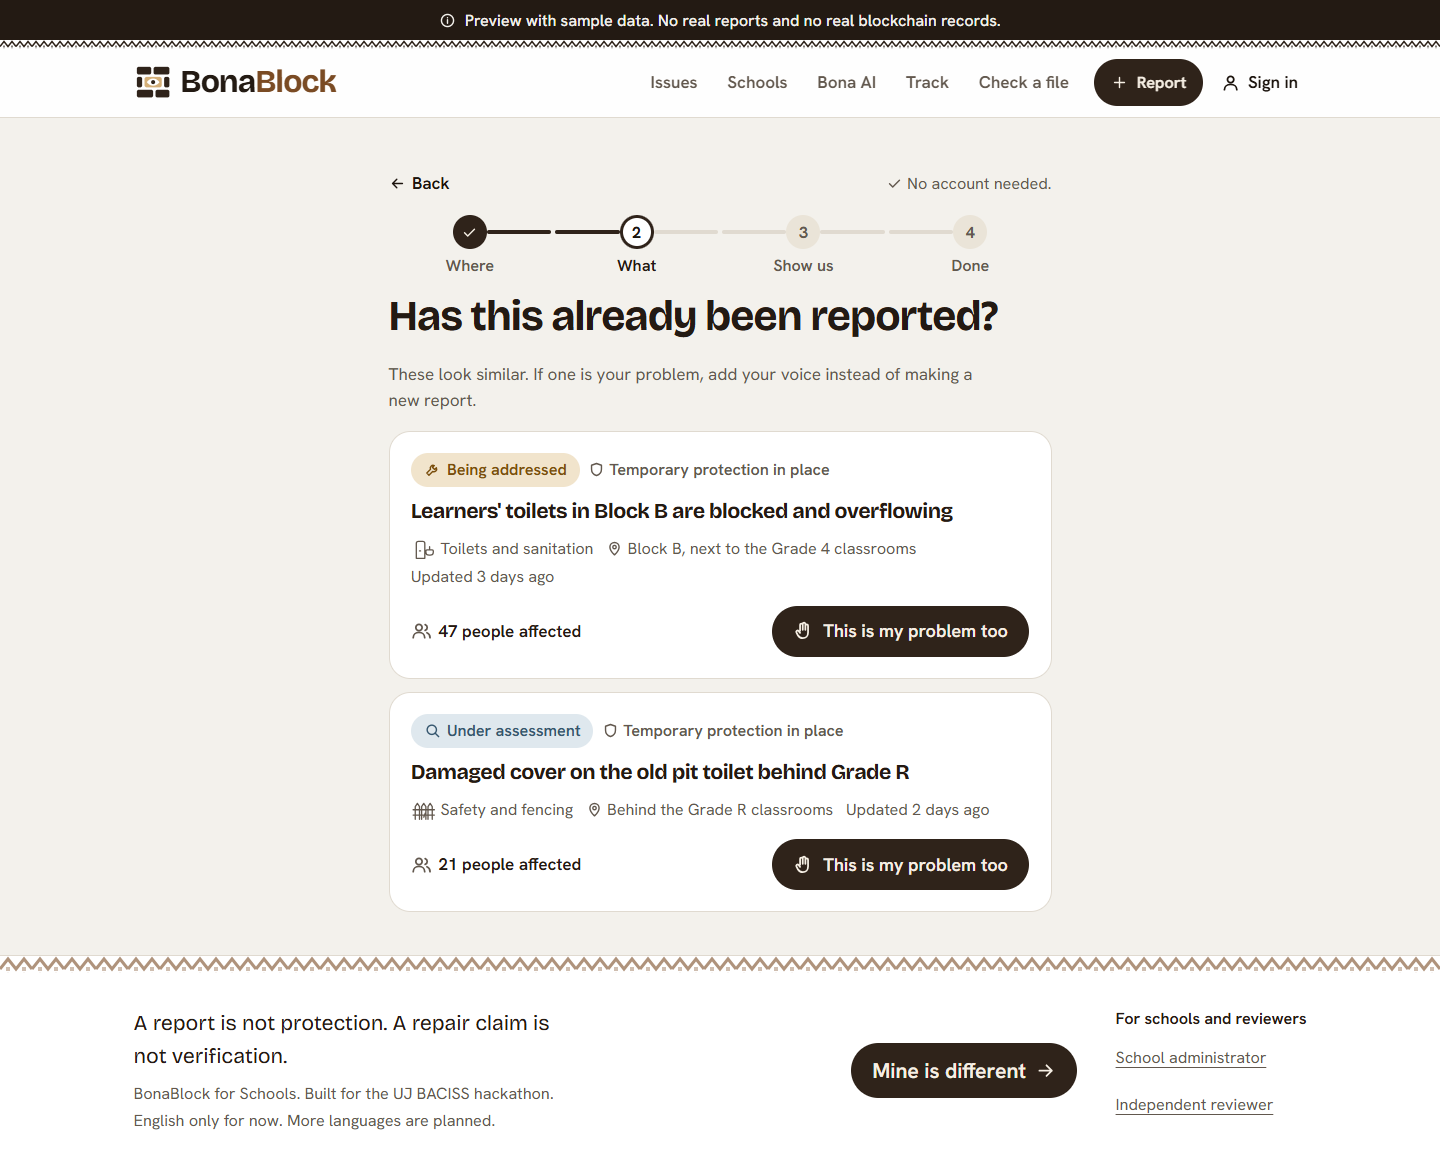 Preview with sample data. No real reports and no real blockchain records.
BonaBlock
Issues
Schools
Bona AI
Track
Check a file
Report
Sign in
Back
No account needed.
2
3
4
Where
What
Show us
Done
Has this already been reported?
These look similar. If one is your problem, add your voice instead of making a
new report.
Being addressed
Temporary protection in place
Learners' toilets in Block B are blocked and overflowing
Toilets and sanitation
Block B, next to the Grade 4 classrooms
Updated 3 days ago
47 people affected
This is my problem too
Under assessment
Temporary protection in place
Damaged cover on the old pit toilet behind Grade R
Safety and fencing
Behind the Grade R classrooms
Updated 2 days ago
21 people affected
This is my problem too
A report is not protection. A repair claim is
not verification.
BonaBlock for Schools. Built for the UJ BACISS hackathon.
English only for now. More languages are planned.
Mine is different
For schools and reviewers
School administrator
Independent reviewer